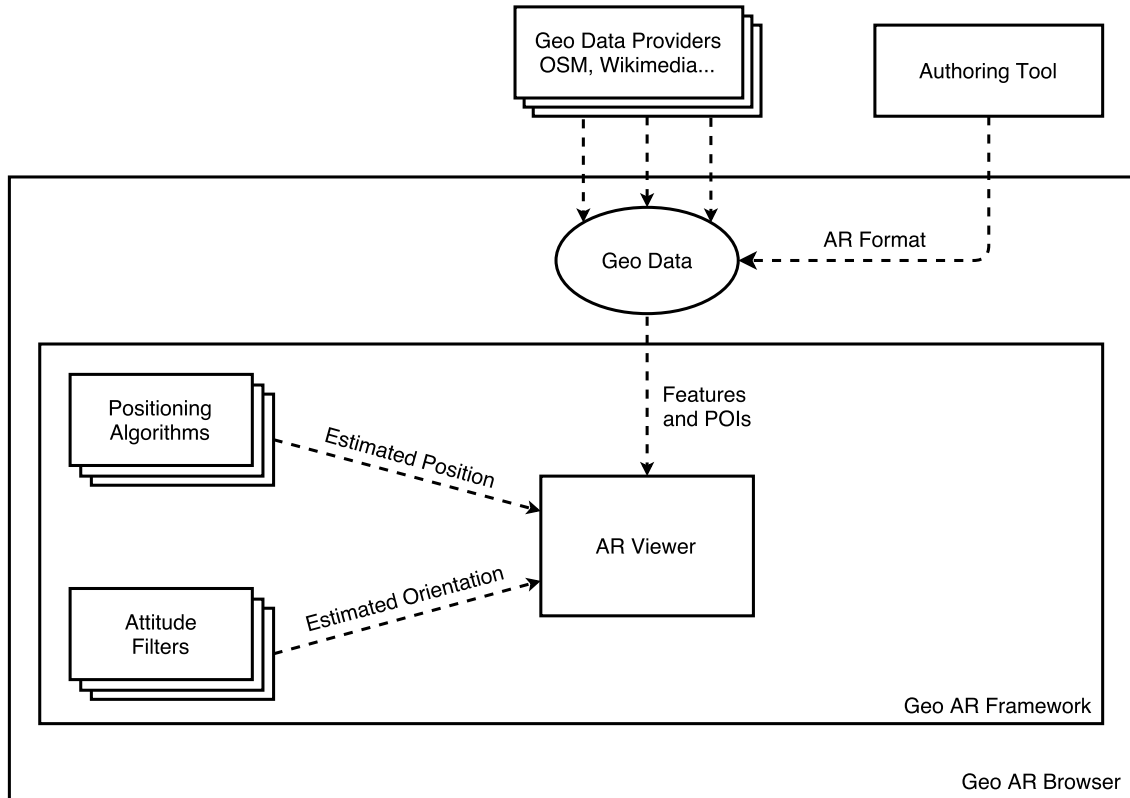 Geo Data Providers
OSM, Wikimedia...
Authoring Tool
AR Format
Geo Data
Features
and POIs
Positioning
Algorithms
Estimated Position
AR Viewer
Estimated Orientation
Attitude
Filters
Geo AR Framework
Geo AR Browser